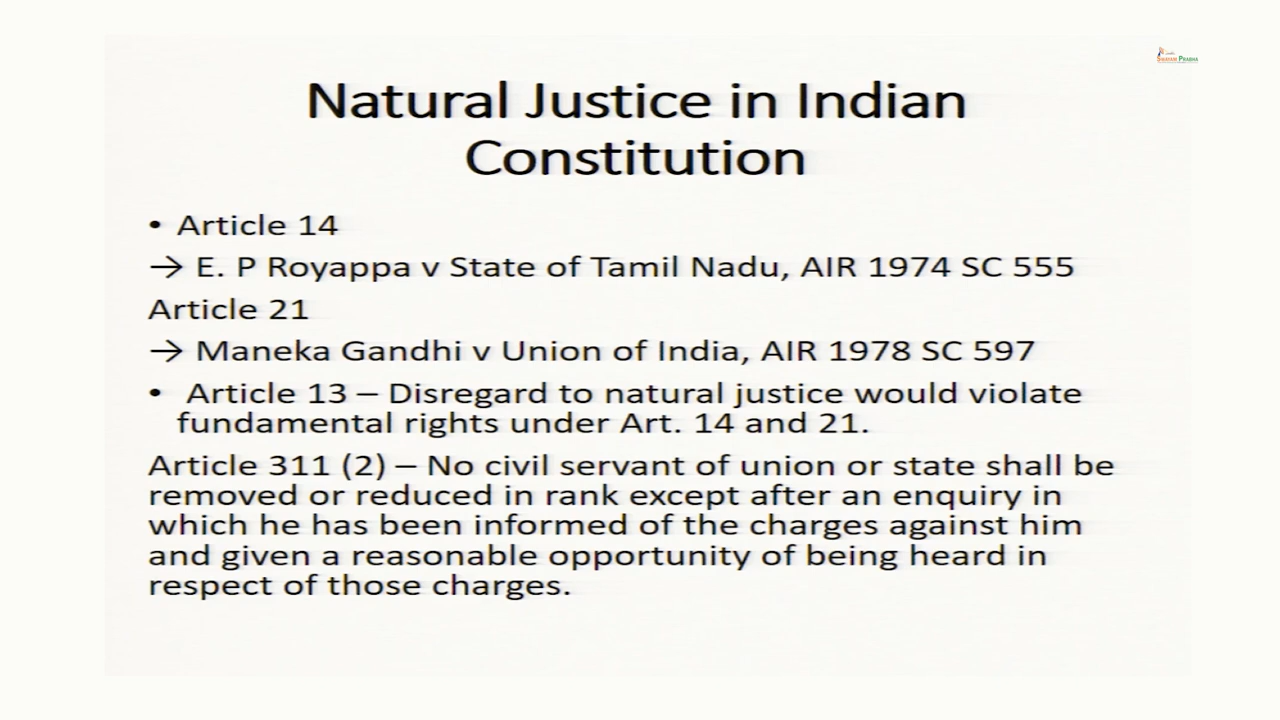 Natural Justice in Indian
Constitution
• Article 14
→ E. P Royappa v State of Tamil Nadu, AIR 1974 SC 555
Article 21
→ Maneka Gandhi v Union of India, AIR 1978 SC 597
• Article 13 – Disregard to natural justice would violate
fundamental rights under Art. 14 and 21.
Article 311 (2) – No civil servant of union or state shall be
removed or reduced in rank except after an enquiry in
which he has been informed of the charges against him
and given a reasonable opportunity of being heard in
respect of those charges.
SWAYAM PRABHA